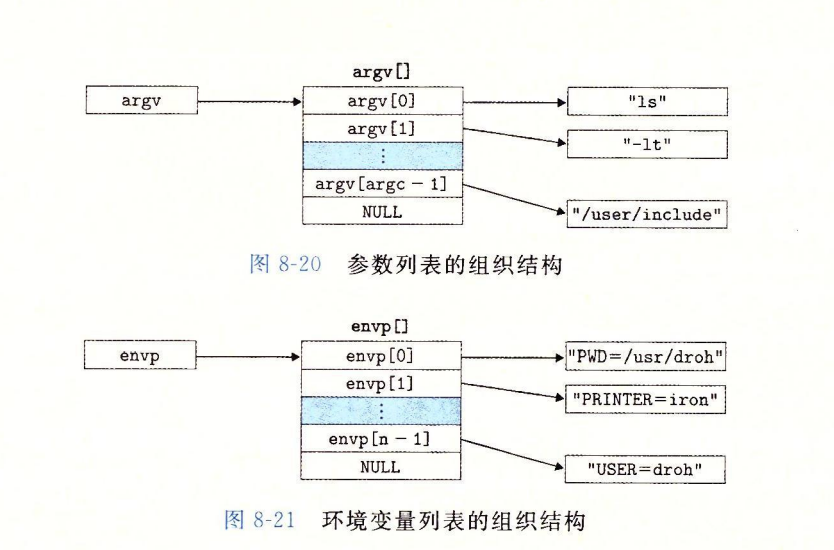 argv[]
argv
argv[0]
"ls"
argv[1]
"-lt"
⋮
argv[argc - 1]
"/user/include"
NULL
图 8-20 参数列表的组织结构
envp[]
envp
envp[0]
"PWD=/usr/droh"
envp[1]
"PRINTER=iron"
⋮
envp[n - 1]
"USER=droh"
NULL
图 8-21 环境变量列表的组织结构